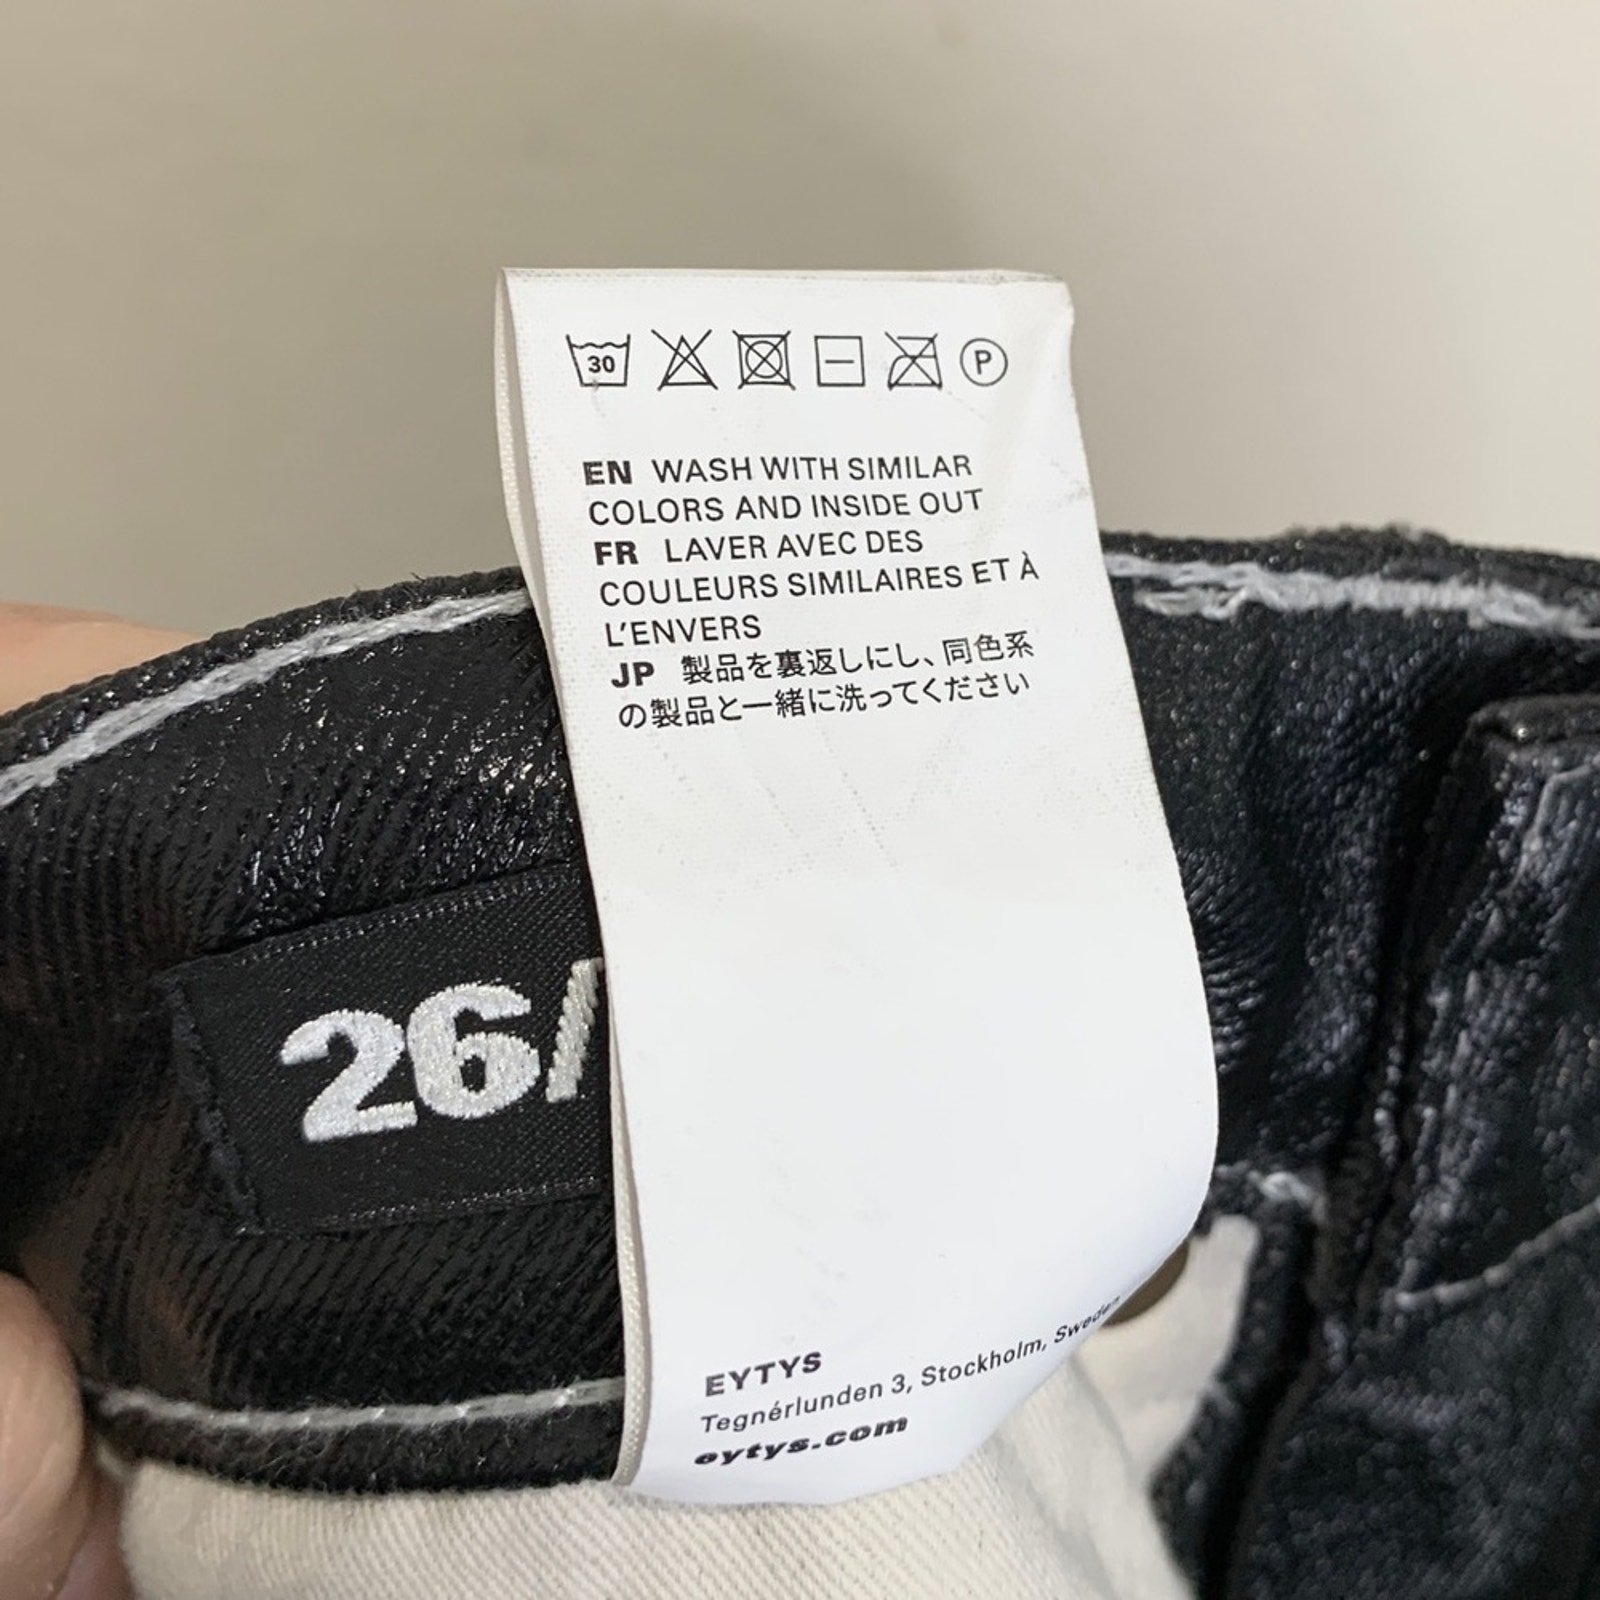 30 P
EN WASH WITH SIMILAR
COLORS AND INSIDE OUT
FR LAVER AVEC DES
COULEURS SIMILAIRES ET À
L'ENVERS
JP 製品を裏返しにし、同色系
の製品と一緒に洗ってください
26/
EYTYS
Tegnérlunden 3, Stockholm, Sweden
eytys.com